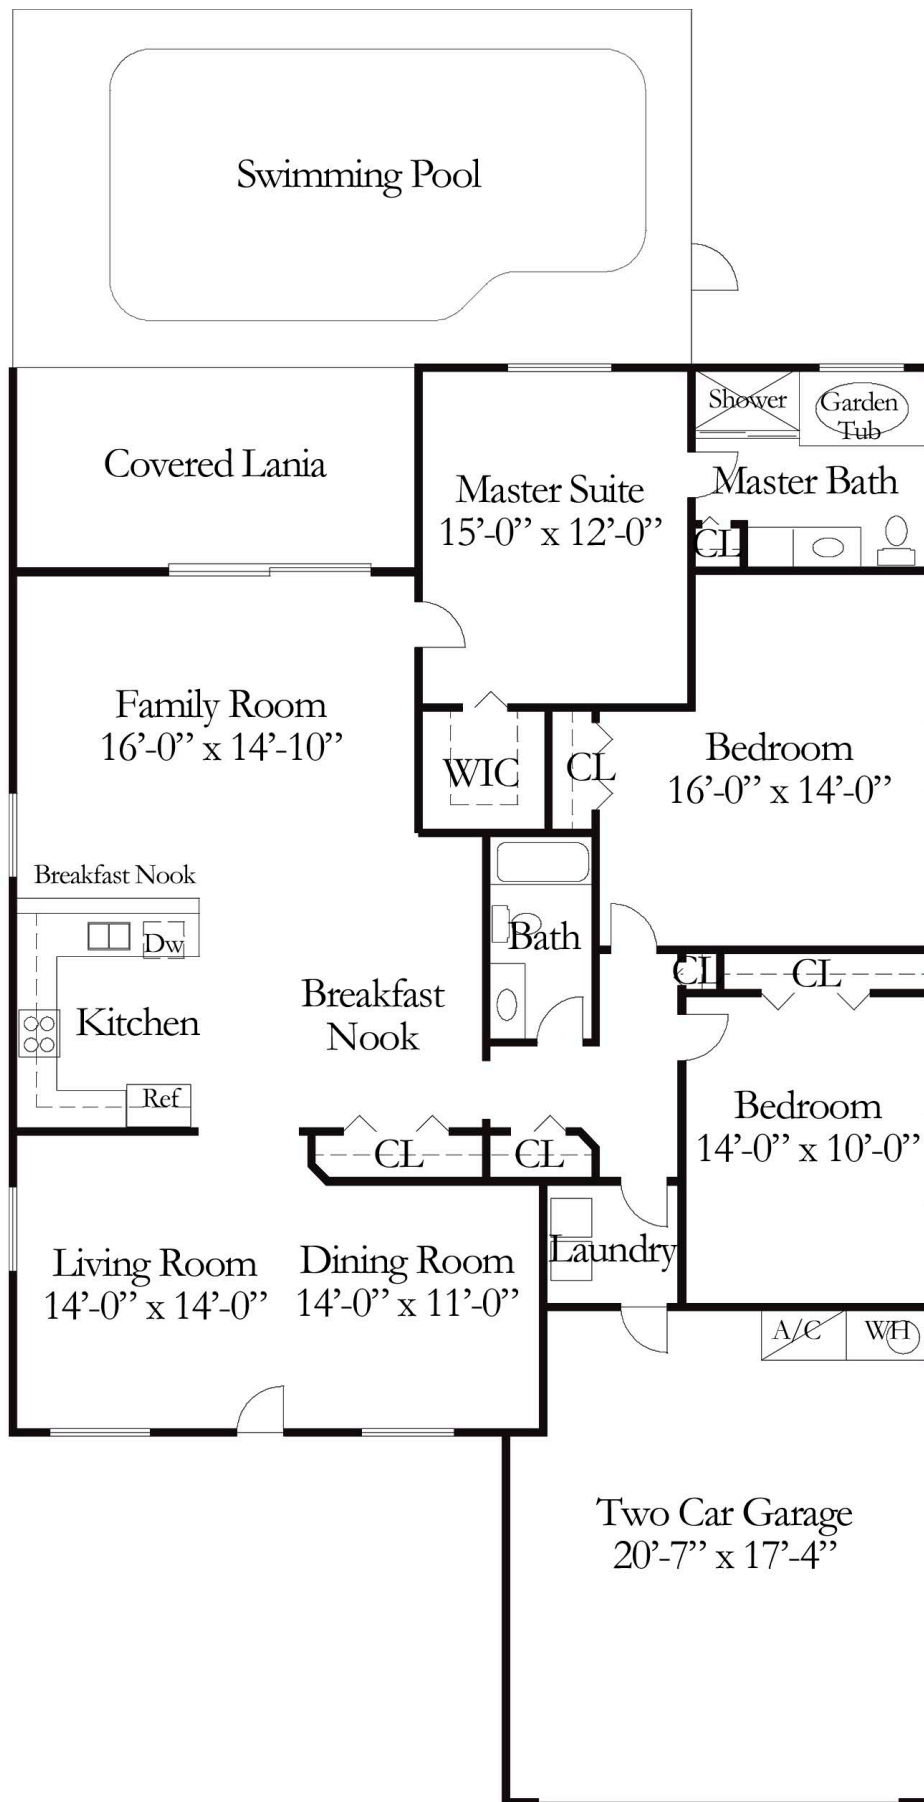 Swimming Pool
Shower
Garden
Tub
Covered Lania
Master Suite
15'-0" x 12'-0"
Master Bath
CL
Family Room
16'-0" x 14'-10"
WIC
CL
Bedroom
16'-0" x 14'-0"
Breakfast Nook
Dw
Bath
Kitchen
Breakfast
Nook
CL
CL
Ref
Bedroom
14'-0" x 10'-0"
CL
CL
Living Room
14'-0" x 14'-0"
Dining Room
14'-0" x 11'-0"
Laundry
A/C
WH
Two Car Garage
20'-7" x 17'-4"